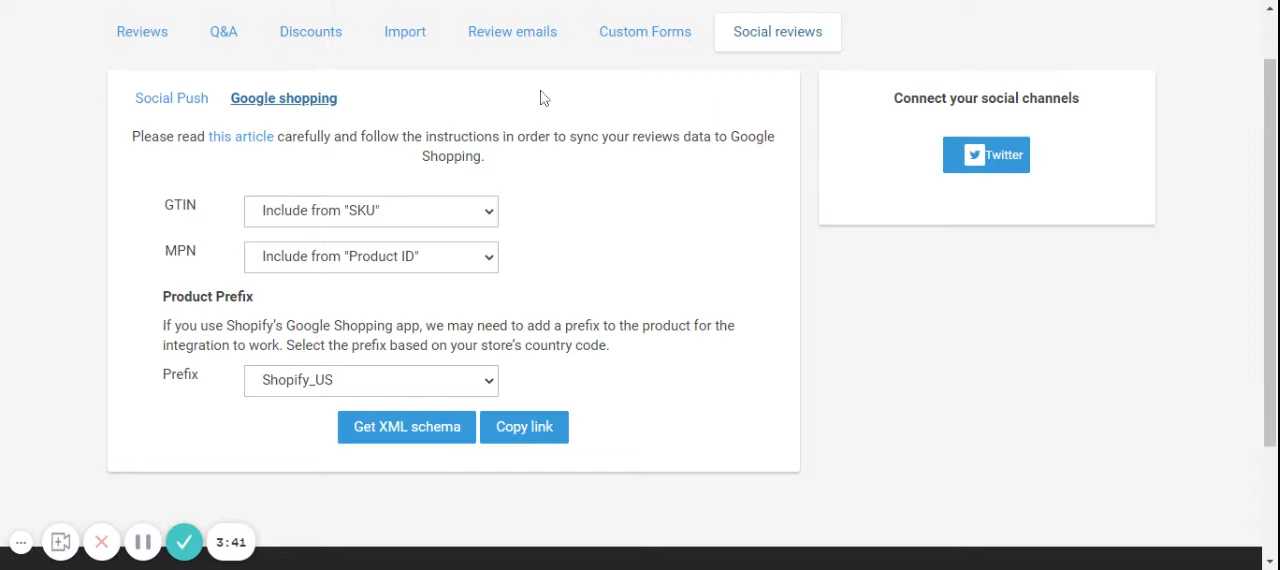 Reviews Q&A Discounts Import Review emails Custom Forms Social reviews
Social Push Google shopping
Please read this article carefully and follow the instructions in order to sync your reviews data to Google
Shopping.
GTIN Include from "SKU"
MPN Include from "Product ID"
Product Prefix
If you use Shopify’s Google Shopping app, we may need to add a prefix to the product for the
integration to work. Select the prefix based on your store’s country code.
Prefix Shopify_US
Get XML schema Copy link
Connect your social channels
Twitter
3:41